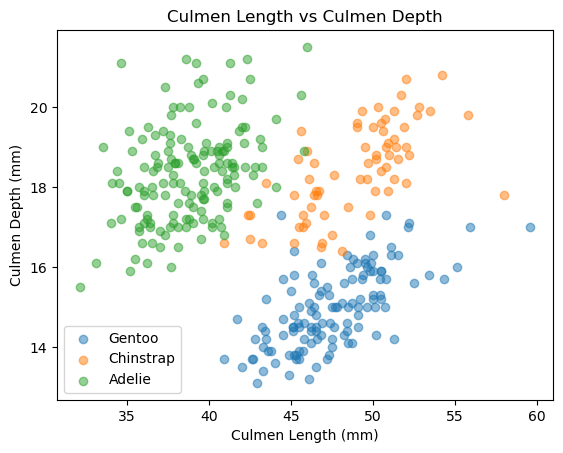 Culmen Length vs Culmen Depth
Culmen Depth (mm)
20
18
16
14
Gentoo
Chinstrap
Adelie
35 40 45 50 55 60
Culmen Length (mm)